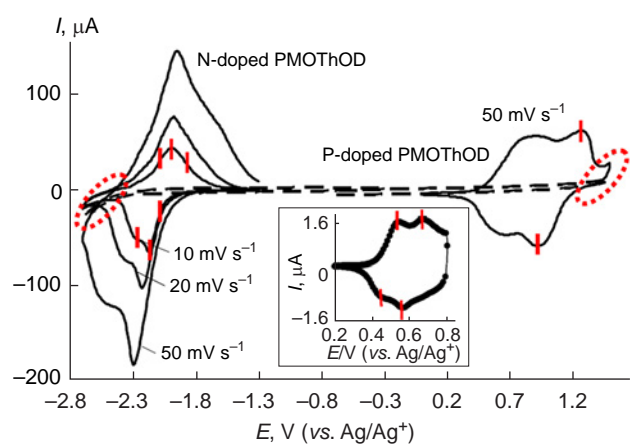 I, μA
N-doped PMOThOD
100
50 mV s⁻¹
P-doped PMOThOD
0
10 mV s⁻¹
20 mV s⁻¹
50 mV s⁻¹
–100
–200
I, μA
1.6
0
–1.6
0.2 0.4 0.6 0.8
E/V (vs. Ag/Ag⁺)
–2.8 –2.3 –1.8 –1.3 –0.8 –0.3 0.2 0.7 1.2
E, V (vs. Ag/Ag⁺)